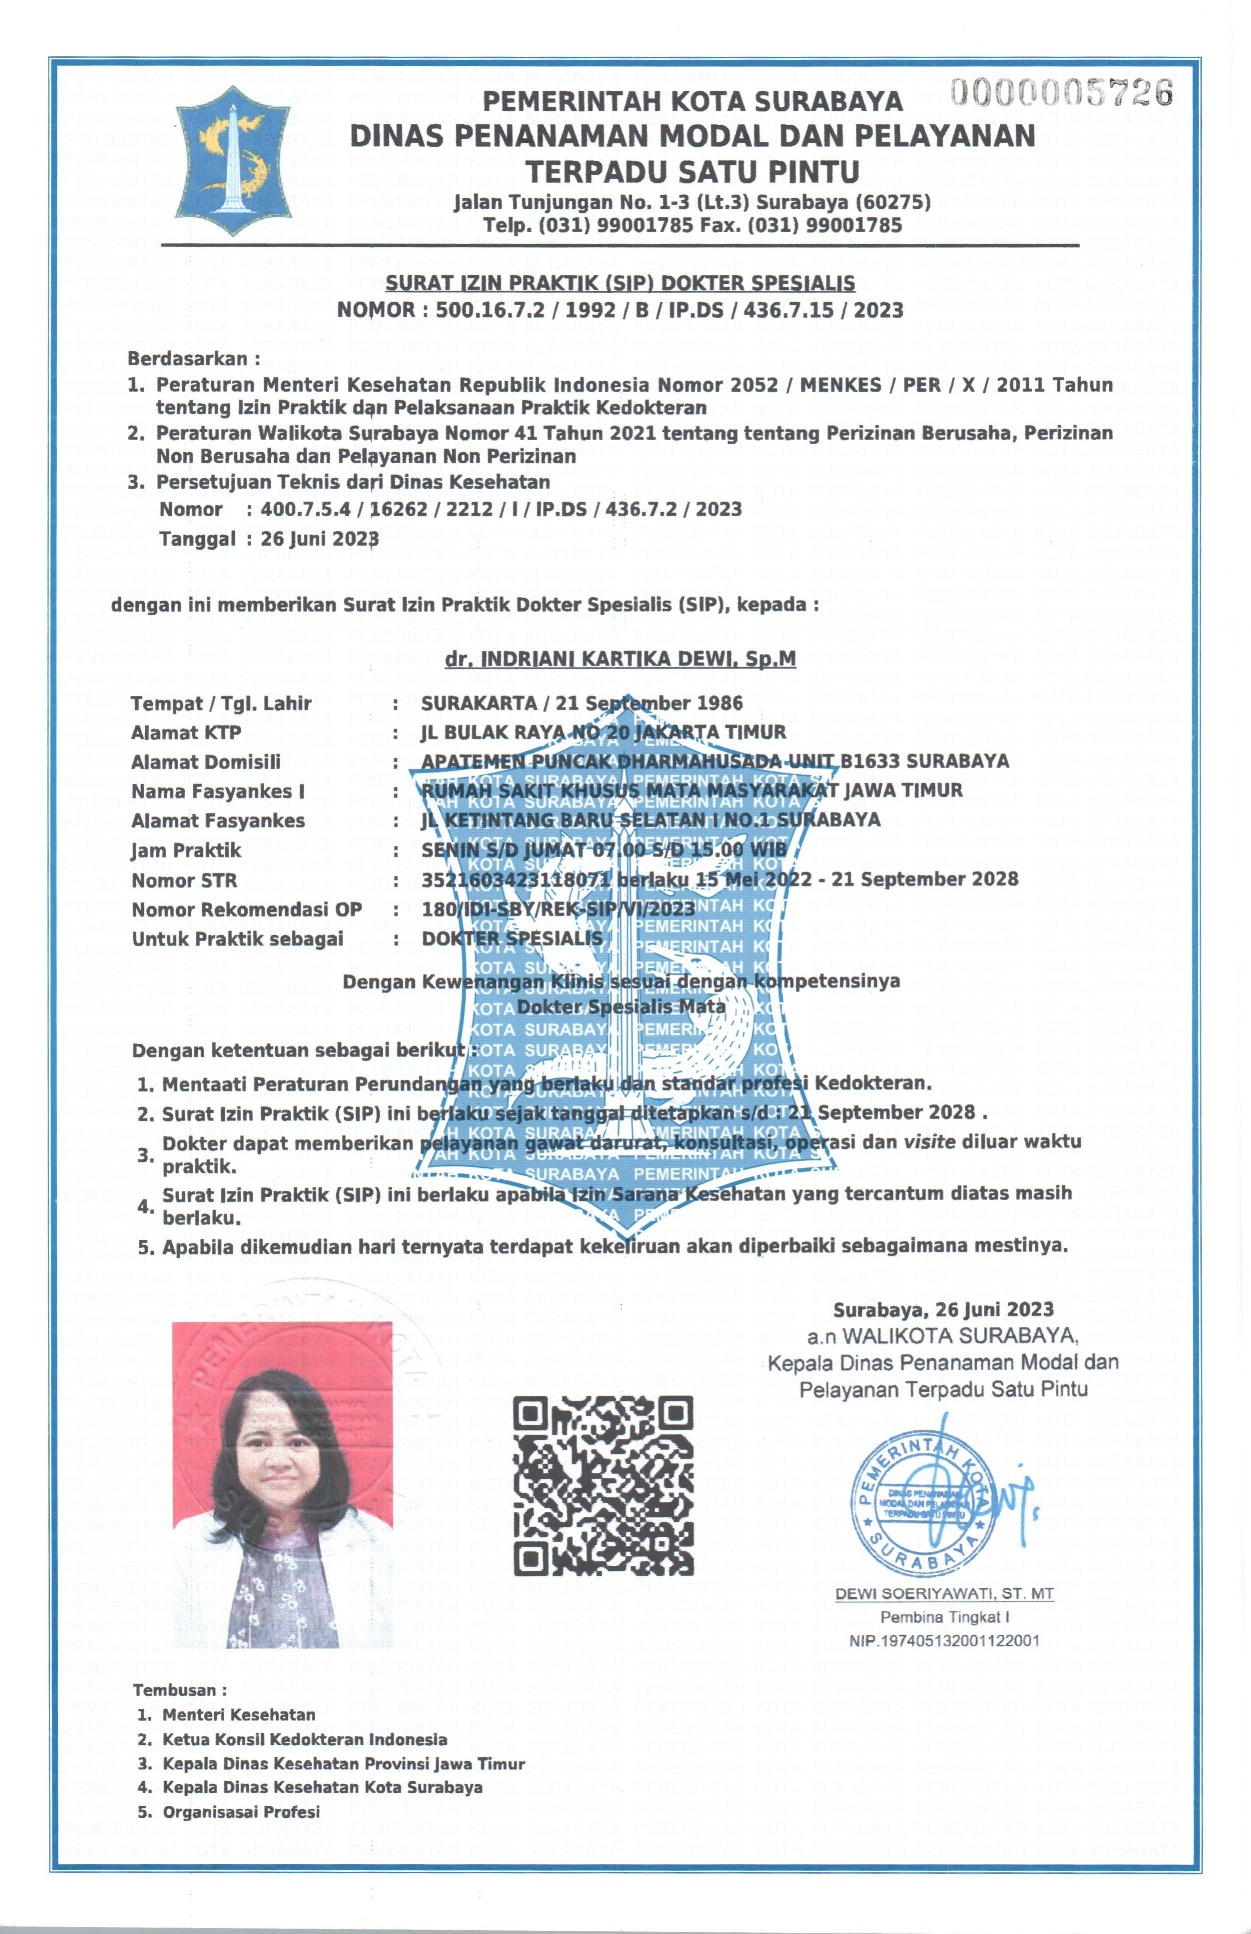 0000005726
PEMERINTAH KOTA SURABAYA
DINAS PENANAMAN MODAL DAN PELAYANAN
TERPADU SATU PINTU
Jalan Tunjungan No. 1-3 (Lt.3) Surabaya (60275)
Telp. (031) 99001785 Fax. (031) 99001785
SURAT IZIN PRAKTIK (SIP) DOKTER SPESIALIS
NOMOR : 500.16.7.2 / 1992 / B / IP.DS / 436.7.15 / 2023
Berdasarkan :
1. Peraturan Menteri Kesehatan Republik Indonesia Nomor 2052 / MENKES / PER / X / 2011 Tahun
tentang Izin Praktik dan Pelaksanaan Praktik Kedokteran
2. Peraturan Walikota Surabaya Nomor 41 Tahun 2021 tentang tentang Perizinan Berusaha, Perizinan
Non Berusaha dan Pelayanan Non Perizinan
3. Persetujuan Teknis dari Dinas Kesehatan
Nomor : 400.7.5.4 / 16262 / 2212 / I / IP.DS / 436.7.2 / 2023
Tanggal : 26 Juni 2023
dengan ini memberikan Surat Izin Praktik Dokter Spesialis (SIP), kepada :
dr. INDRIANI KARTIKA DEWI, Sp.M
Tempat / Tgl. Lahir : SURAKARTA / 21 September 1986
Alamat KTP : JL BULAK RAYA NO 20 JAKARTA TIMUR
Alamat Domisili : APATEMEN PUNCAK DHARMAHUSADA UNIT B1633 SURABAYA
Nama Fasyankes I : RUMAH SAKIT KHUSUS MATA MASYARAKAT JAWA TIMUR
Alamat Fasyankes : JL KETINTANG BARU SELATAN I NO.1 SURABAYA
Jam Praktik : SENIN S/D JUMAT 07.00 S/D 15.00 WIB
Nomor STR : 3521603423118071 berlaku 15 Mei 2022 - 21 September 2028
Nomor Rekomendasi OP : 180/IDI-SBY/REK-SIP/VI/2023
Untuk Praktik sebagai : DOKTER SPESIALIS
Dengan Kewenangan Klinis sesuai dengan kompetensinya
Dokter Spesialis Mata
Dengan ketentuan sebagai berikut :
1. Mentaati Peraturan Perundangan yang berlaku dan standar profesi Kedokteran.
2. Surat Izin Praktik (SIP) ini berlaku sejak tanggal ditetapkan s/d : 21 September 2028 .
3. Dokter dapat memberikan pelayanan gawat darurat, konsultasi, operasi dan visite diluar waktu
praktik.
4. Surat Izin Praktik (SIP) ini berlaku apabila Izin Sarana Kesehatan yang tercantum diatas masih
berlaku.
5. Apabila dikemudian hari ternyata terdapat kekeliruan akan diperbaiki sebagaimana mestinya.
Surabaya, 26 Juni 2023
a.n WALIKOTA SURABAYA,
Kepala Dinas Penanaman Modal dan
Pelayanan Terpadu Satu Pintu
PEMERINTAH KOTA
DINAS PENANAMAN
MODAL DAN PELAYANAN
TERPADU SATU PINTU
SURABAYA
DEWI SOERIYAWATI, ST. MT
Pembina Tingkat I
NIP.197405132001122001
Tembusan :
1. Menteri Kesehatan
2. Ketua Konsil Kedokteran Indonesia
3. Kepala Dinas Kesehatan Provinsi Jawa Timur
4. Kepala Dinas Kesehatan Kota Surabaya
5. Organisasai Profesi